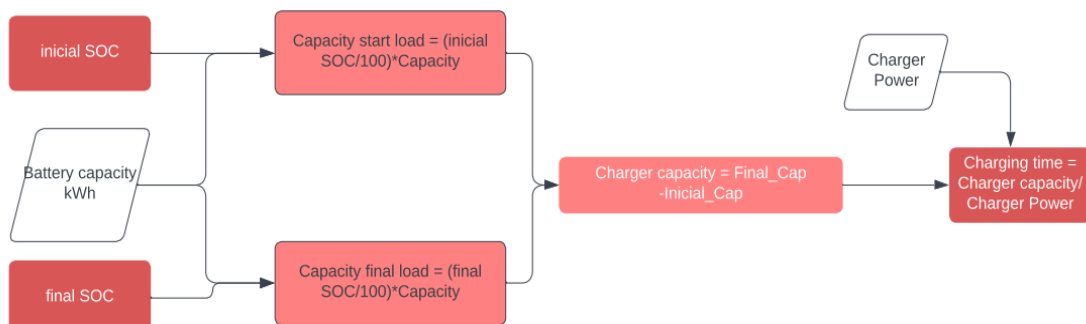 inicial SOC
Capacity start load = (inicial
SOC/100)*Capacity
Charger
Power
Battery capacity
kWh
Charger capacity = Final_Cap
-Inicial_Cap
Charging time =
Charger capacity/
Charger Power
final SOC
Capacity final load = (final
SOC/100)*Capacity